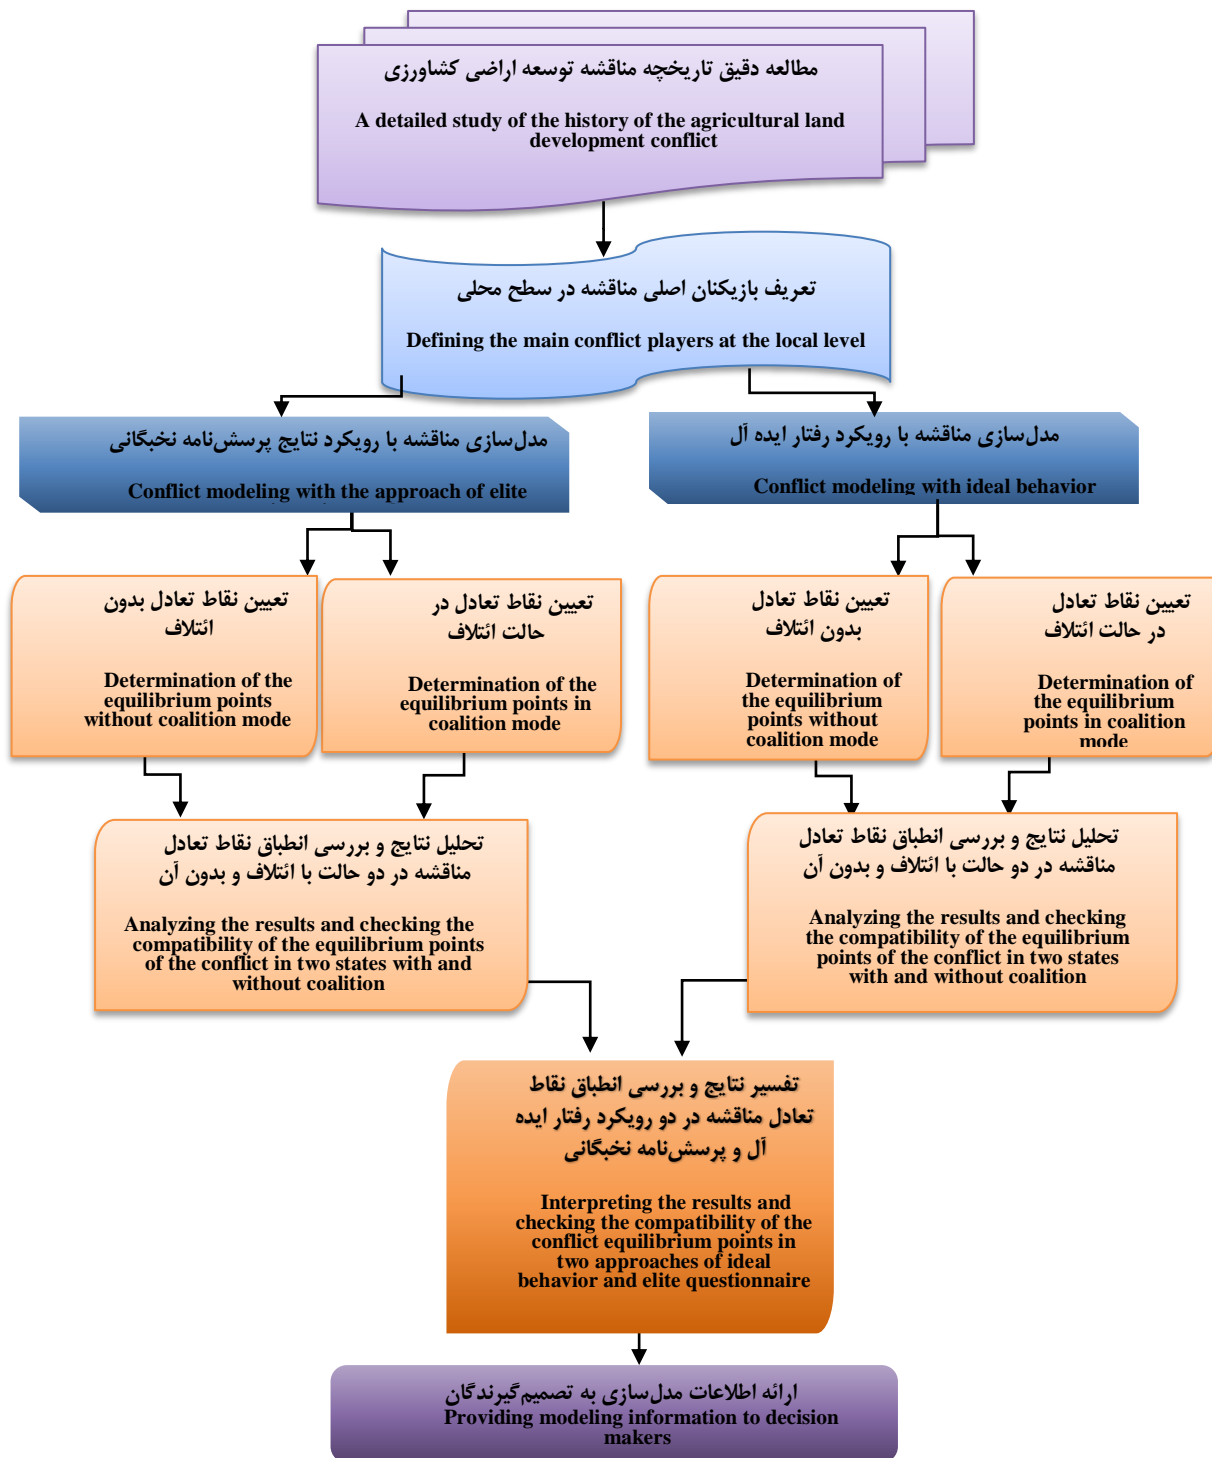 مطالعه دقیق تاریخچه مناقشه توسعه اراضی کشاورزی
A detailed study of the history of the agricultural land
development conflict
تعریف بازیکنان اصلی مناقشه در سطح محلی
Defining the main conflict players at the local level
مدل‌سازی مناقشه با رویکرد نتایج پرسش‌نامه نخبگانی
Conflict modeling with the approach of elite
مدل‌سازی مناقشه با رویکرد رفتار ایده آل
Conflict modeling with ideal behavior
تعیین نقاط تعادل بدون
ائتلاف
Determination of the
equilibrium points
without coalition mode
تعیین نقاط تعادل در
حالت ائتلاف
Determination of the
equilibrium points in
coalition mode
تعیین نقاط تعادل
بدون ائتلاف
Determination of
the equilibrium
points without
coalition mode
تعیین نقاط تعادل
در حالت ائتلاف
Determination of
the equilibrium
points in coalition
mode
تحلیل نتایج و بررسی انطباق نقاط تعادل
مناقشه در دو حالت با ائتلاف و بدون آن
Analyzing the results and checking the
compatibility of the equilibrium points
of the conflict in two states with and
without coalition
تحلیل نتایج و بررسی انطباق نقاط تعادل
مناقشه در دو حالت با ائتلاف و بدون آن
Analyzing the results and checking
the compatibility of the equilibrium
points of the conflict in two states
with and without coalition
تفسیر نتایج و بررسی انطباق نقاط
تعادل مناقشه در دو رویکرد رفتار ایده
آل و پرسش‌نامه نخبگانی
Interpreting the results and
checking the compatibility of the
conflict equilibrium points in
two approaches of ideal
behavior and elite questionnaire
ارائه اطلاعات مدل‌سازی به تصمیم‌گیرندگان
Providing modeling information to decision
makers